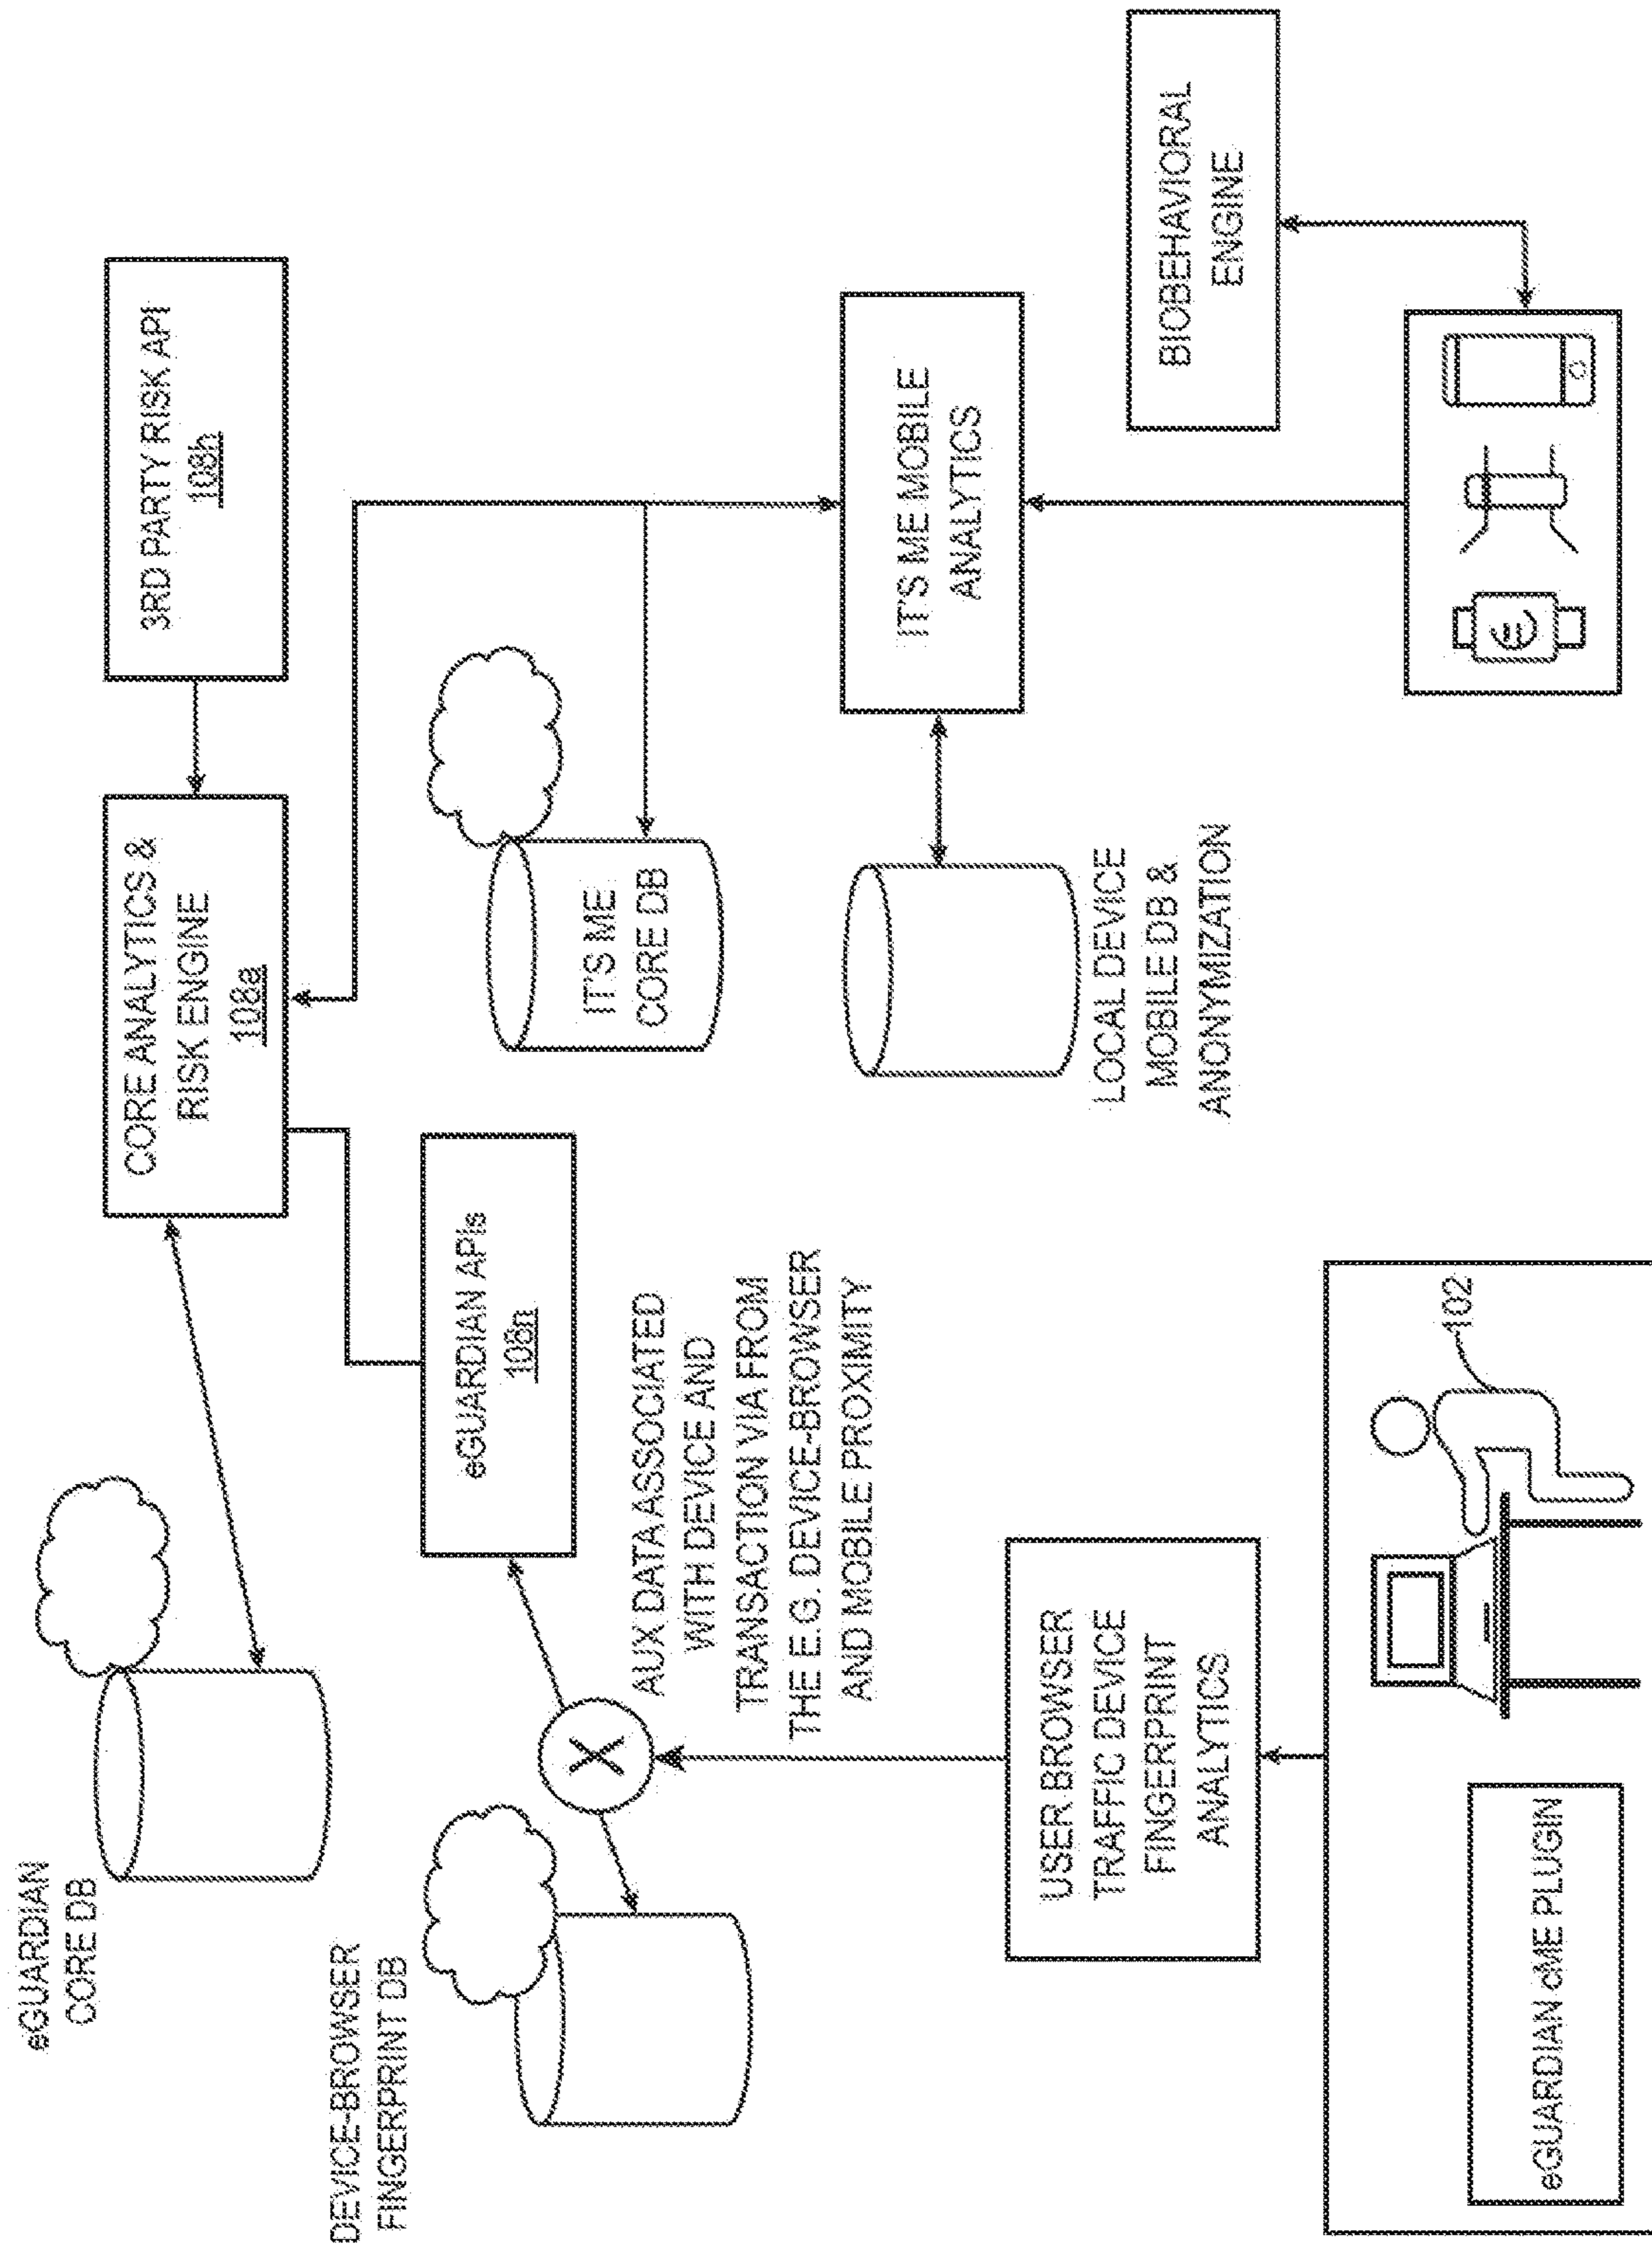 eGUARDIAN
CORE DB
DEVICE-BROWSER
FINGERPRINT DB
CORE ANALYTICS &
RISK ENGINE
108a
3RD PARTY RISK API
108h
eGUARDIAN APIs
108n
X
IT'S ME
CORE DB
AUX DATA ASSOCIATED
WITH DEVICE AND
TRANSACTION VIA FROM
THE E.G. DEVICE-BROWSER
AND MOBILE PROXIMITY
IT'S ME MOBILE
ANALYTICS
LOCAL DEVICE
MOBILE DB &
ANONYMIZATION
USER BROWSER
TRAFFIC DEVICE
FINGERPRINT
ANALYTICS
BIOBEHAVIORAL
ENGINE
102
eGUARDIAN cME PLUGIN